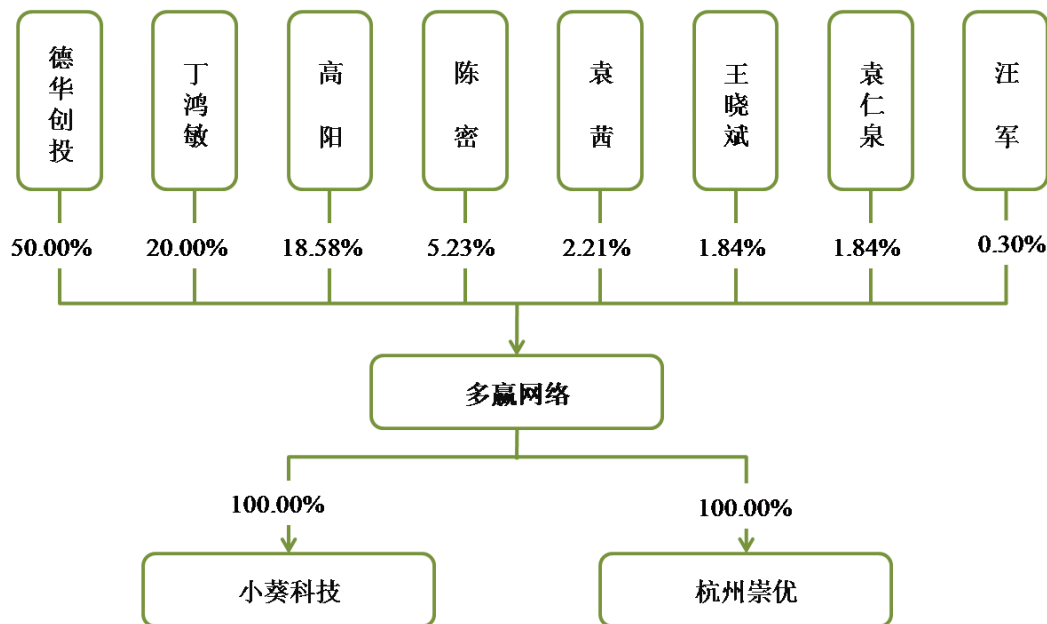 德华创投
丁鸿敏
高阳
陈密
袁茜
王晓斌
袁仁泉
汪军
50.00%
20.00%
18.58%
5.23%
2.21%
1.84%
1.84%
0.30%
多赢网络
100.00%
100.00%
小葵科技
杭州崇优